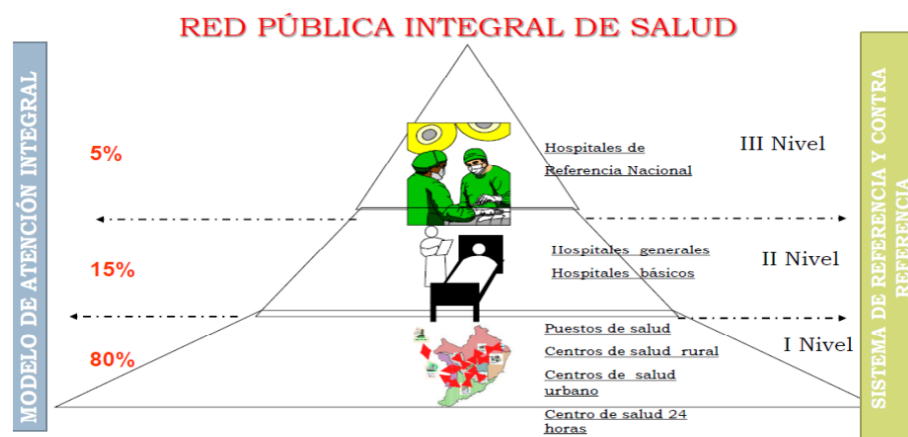 RED PÚBLICA INTEGRAL DE SALUD
MODELO DE ATENCIÓN INTEGRAL
5%
Hospitales de
Referencia Nacional
III Nivel
15%
Hospitales generales
Hospitales básicos
II Nivel
80%
Puestos de salud
Centros de salud rural
Centros de salud
urbano
Centro de salud 24
horas
I Nivel
SISTEMA DE REFERENCIA Y CONTRA
REFERENCIA